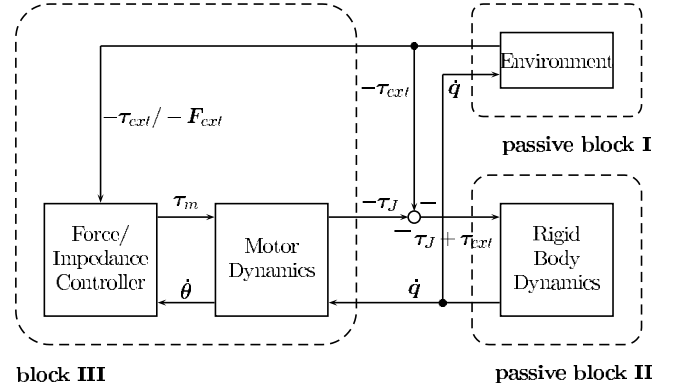 Environment
−τext
q̇
−τext/ − Fext
passive block I
τm
−τJ
−
−
τJ + τext
Force/
Impedance
Controller
Motor
Dynamics
Rigid
Body
Dynamics
θ̇
q̇
block III
passive block II